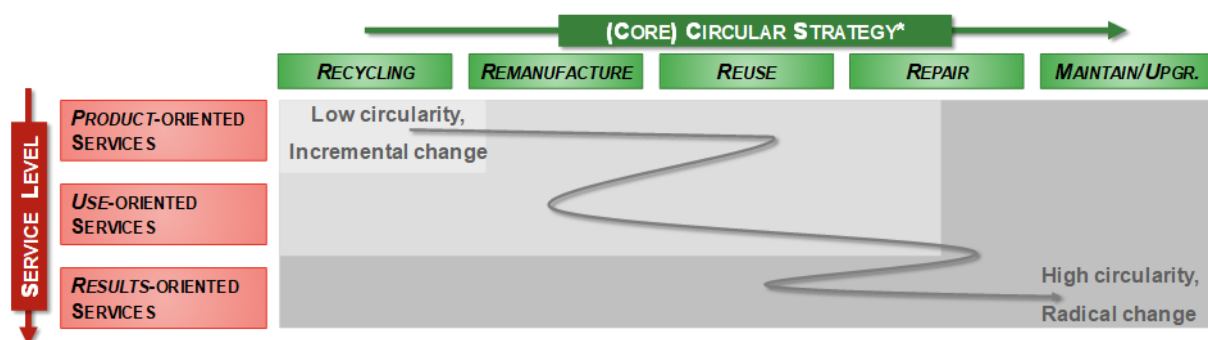 (CORE) CIRCULAR STRATEGY*
RECYCLING
REMANUFACTURE
REUSE
REPAIR
MAINTAIN/UPGR.
SERVICE LEVEL
PRODUCT-ORIENTED
SERVICES
USE-ORIENTED
SERVICES
RESULTS-ORIENTED
SERVICES
Low circularity,
Incremental change
High circularity,
Radical change